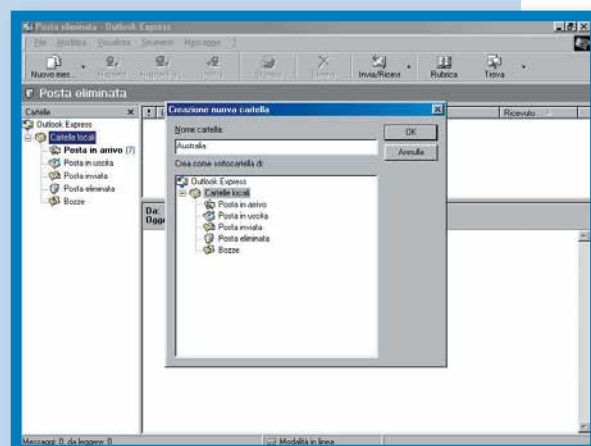 Posta eliminata - Outlook Express
File Modifica Visualizza Strumenti Messaggio ?
Nuovo mes... Invia/Ricevi Rubrica Trova
Posta eliminata
Cartelle X
Ricevuto
Outlook Express
Cartelle locali
Posta in arrivo (7)
Posta in uscita
Posta inviata
Posta eliminata
Bozze
Da:
Creazione nuova cartella
Nome cartella:
Australia
OK
Annulla
Crea come sottocartella di:
Outlook Express
Cartelle locali
Posta in arrivo
Posta in uscita
Posta inviata
Posta eliminata
Bozze
Messaggi: 0, da leggere: 0
Modalità in linea